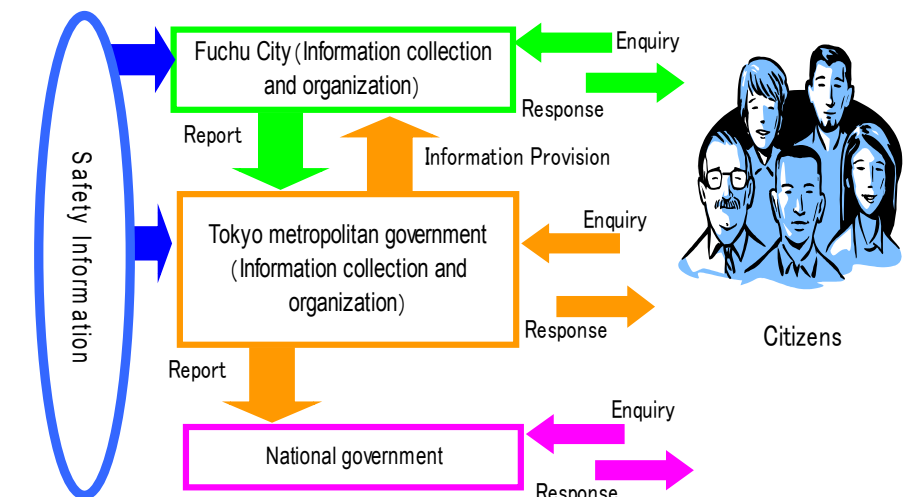 Fuchu City (Information collection
and organization)
Enquiry
Response
Report
Information Provision
Safety Information
Tokyo metropolitan government
(Information collection and
organization)
Enquiry
Response
Citizens
Report
National government
Enquiry
Response